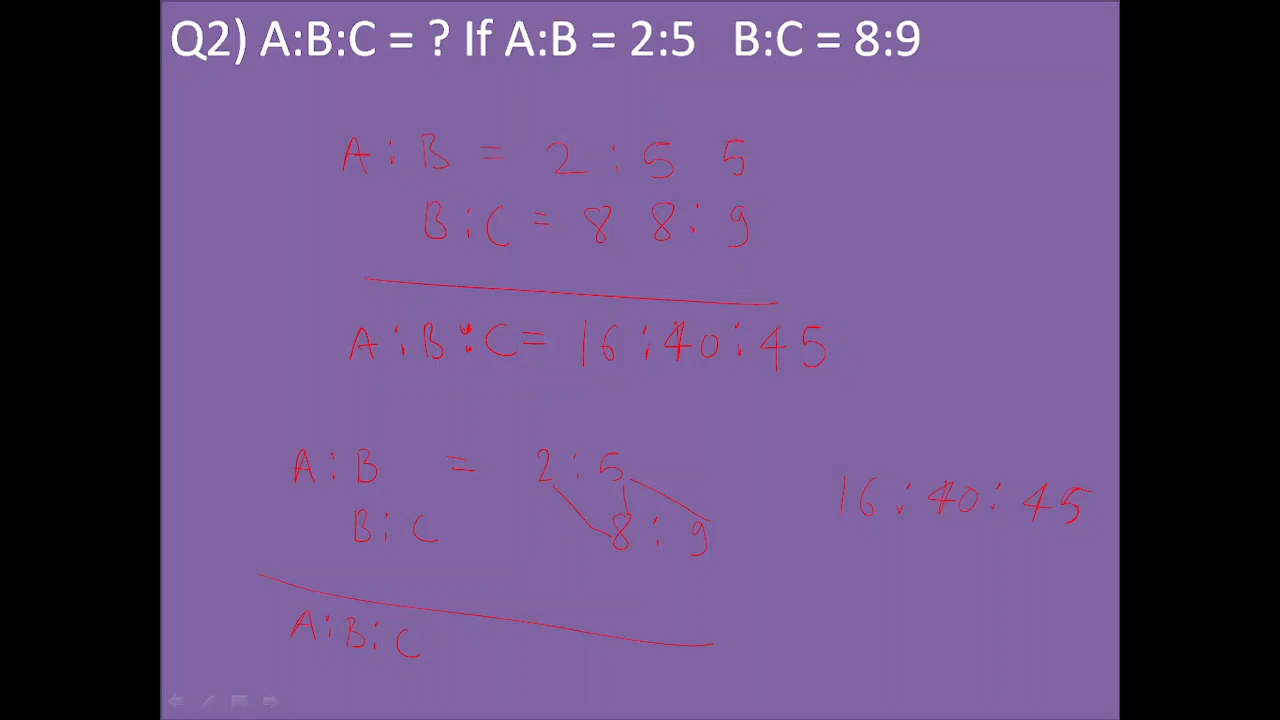 Q2) A:B:C = ? If A:B = 2:5 B:C = 8:9
A:B = 2:5 5
B:C = 8 8:9
A:B:C = 16:40:45
A:B = 2:5
B:C 8:9
16:40:45
A:B:C